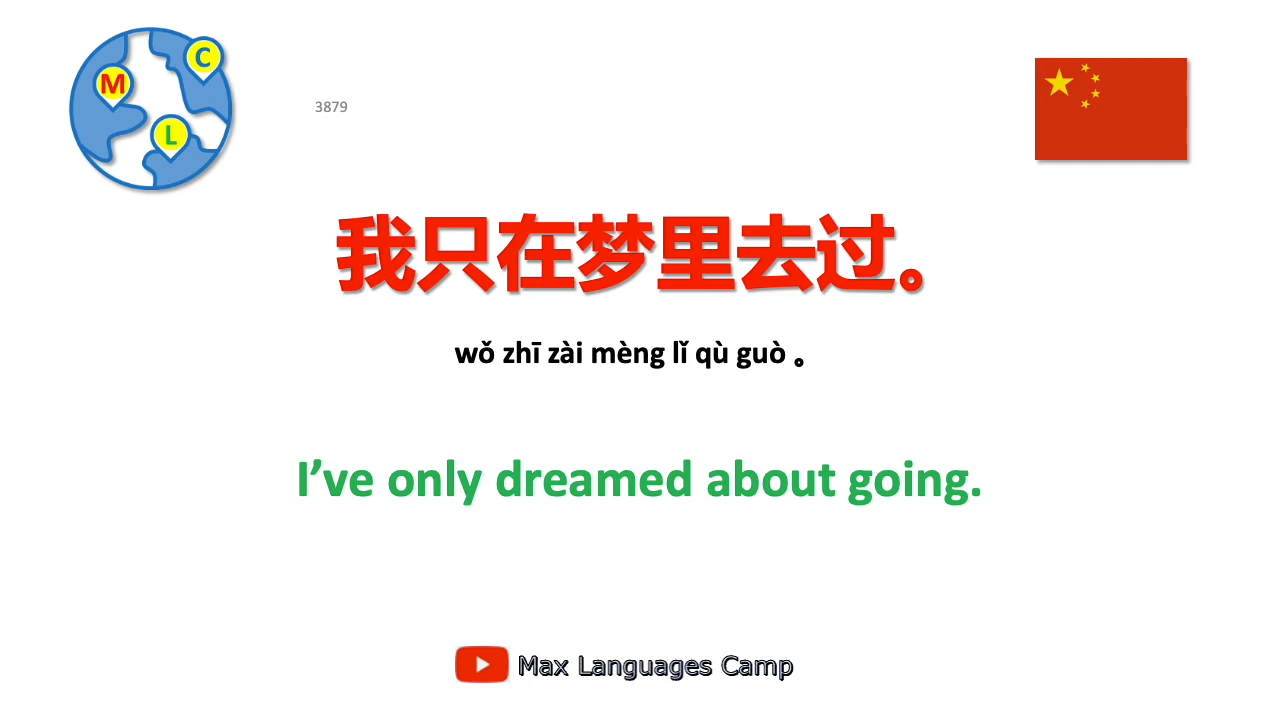 M
C
L
3879
我只在梦里去过。
wǒ zhī zài mèng lǐ qù guò 。
I’ve only dreamed about going.
Max Languages Camp